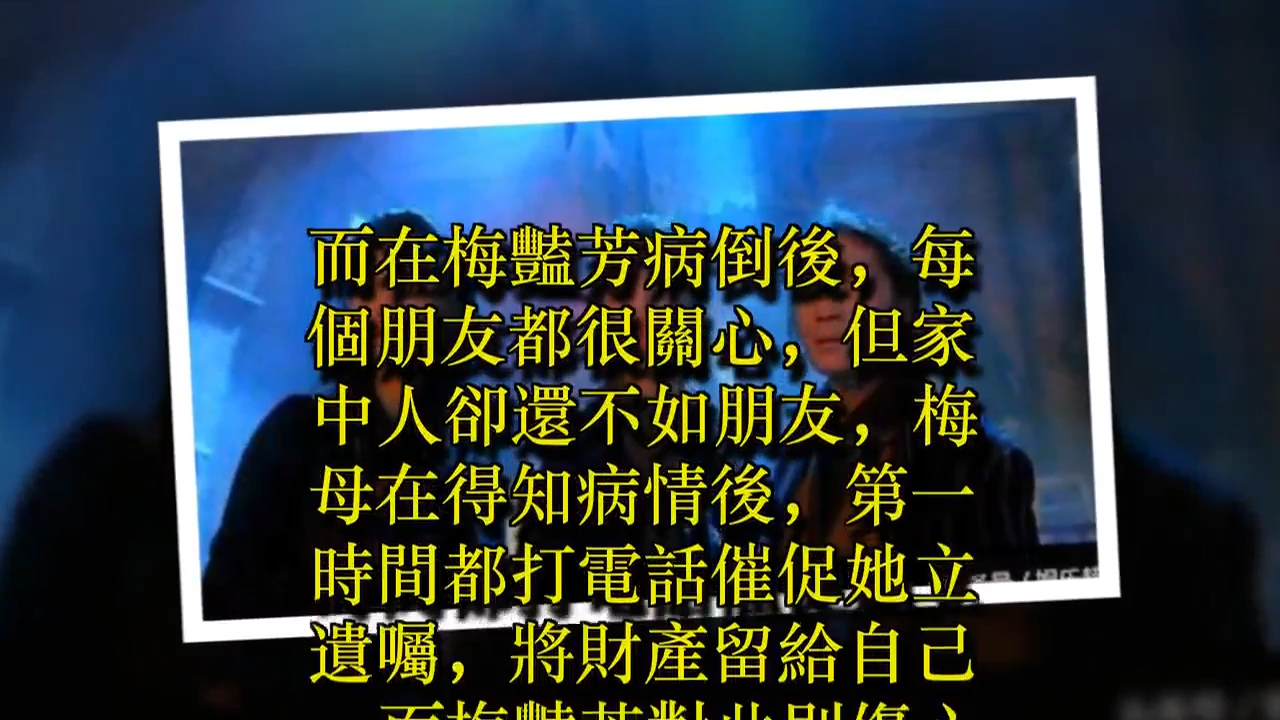 而在梅豔芳病倒後，每
個朋友都很關心，但家
中人卻還不如朋友，梅
母在得知病情後，第一
時間都打電話催促她立
遺囑，將財產留給自己